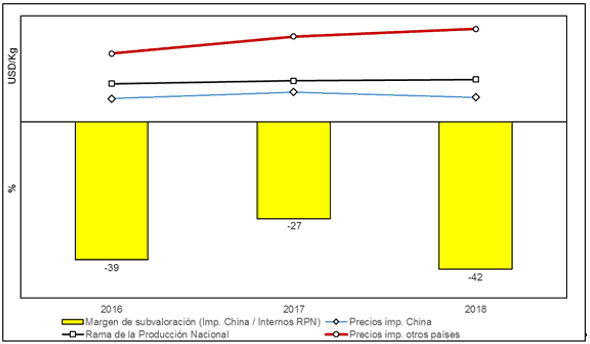 USD/Kg
%
-39
-27
-42
2016 2017 2018
Margen de subvaloración (Imp. China / Internos RPN) Precios imp. China
Rama de la Producción Nacional Precios imp. otros países